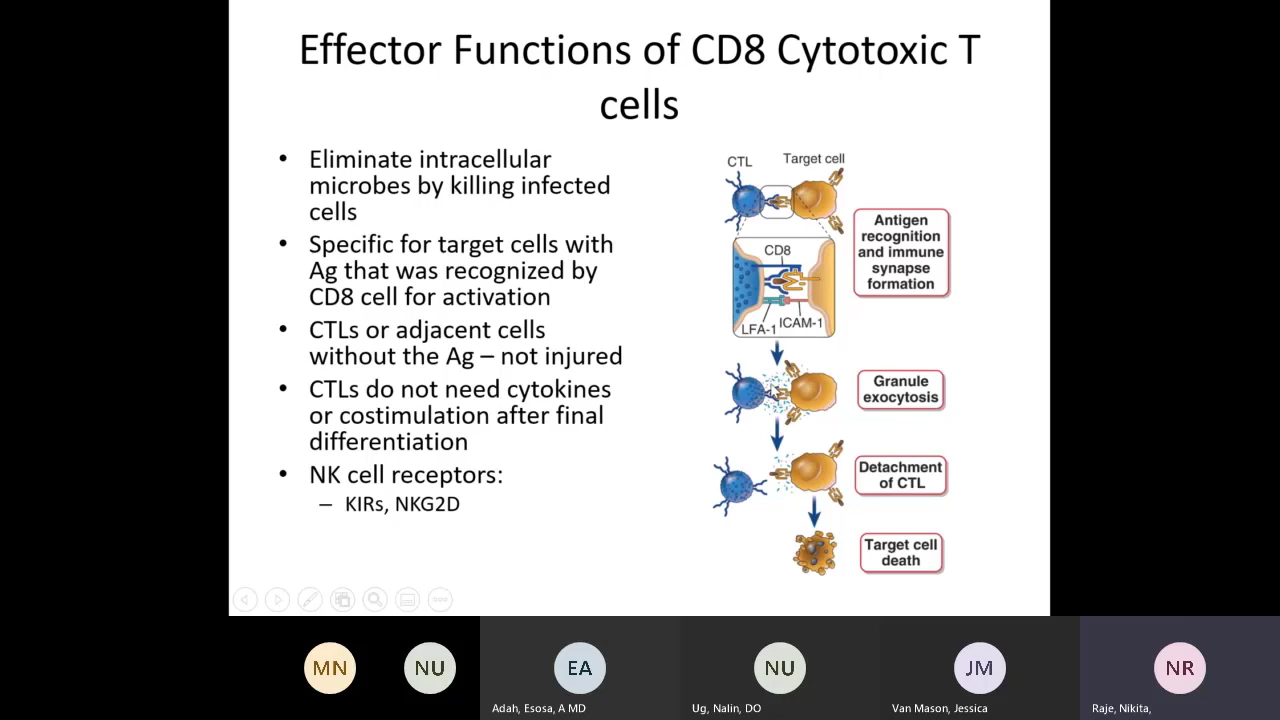 Effector Functions of CD8 Cytotoxic T
cells
• Eliminate intracellular
microbes by killing infected
cells
• Specific for target cells with
Ag that was recognized by
CD8 cell for activation
• CTLs or adjacent cells
without the Ag – not injured
• CTLs do not need cytokines
or costimulation after final
differentiation
• NK cell receptors:
– KIRs, NKG2D
CTL
Target cell
CD8
LFA-1
ICAM-1
Antigen
recognition
and immune
synapse
formation
Granule
exocytosis
Detachment
of CTL
Target cell
death
MN
NU
EA
NU
JM
NR
Adah, Esosa, A MD
Ug, Nalin, DO
Van Mason, Jessica
Raje, Nikita,